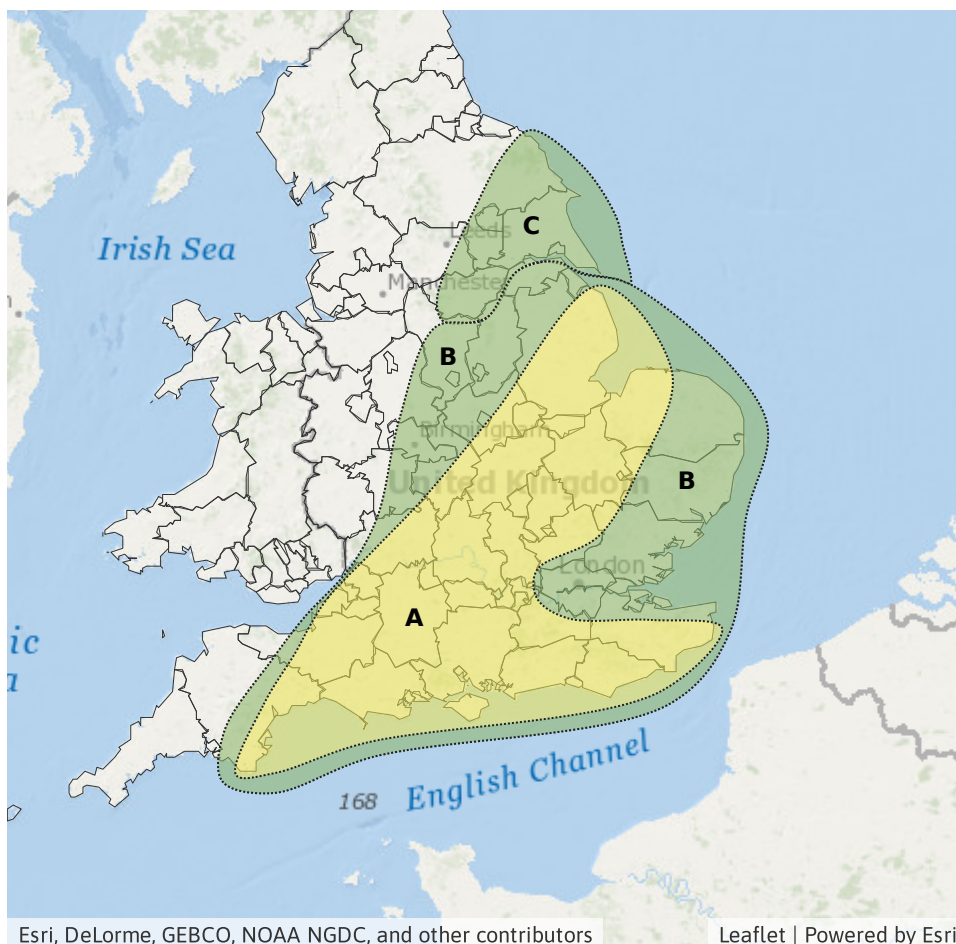 C
Leeds
Irish Sea
Manchester
B
Birmingham
United Kingdom
B
London
A
English Channel
168
Esri, DeLorme, GEBCO, NOAA NGDC, and other contributors
Leaflet | Powered by Esri